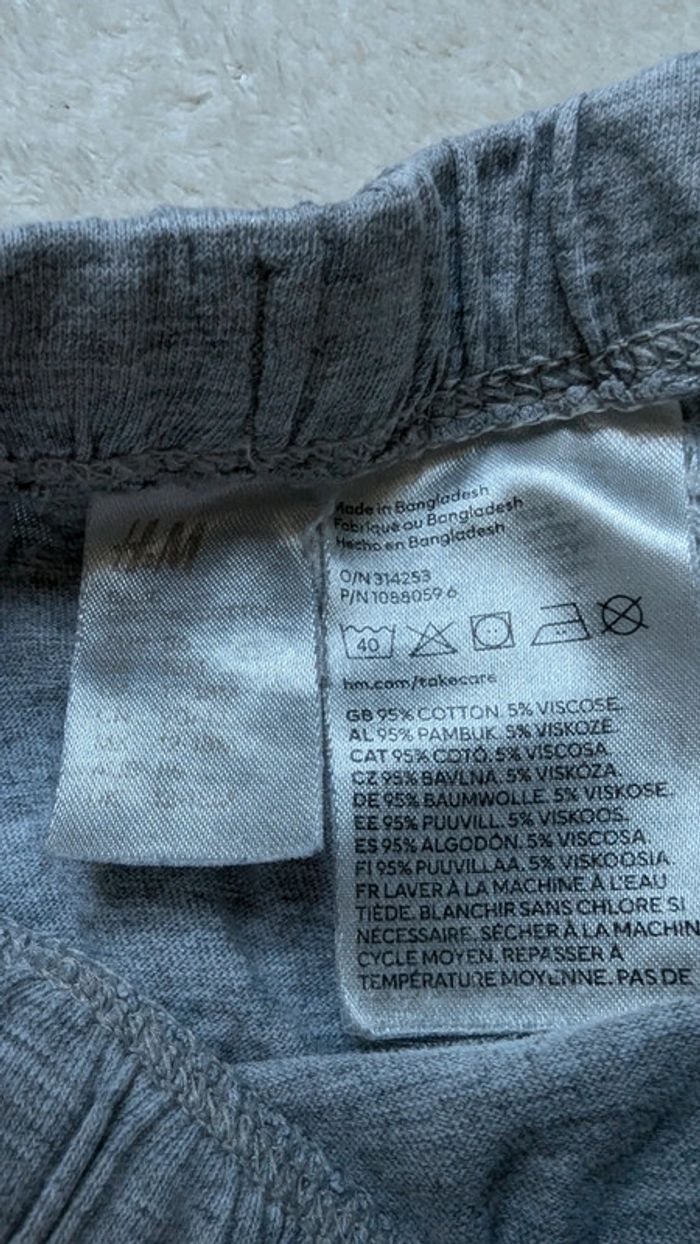 H&M
Made in Bangladesh
Fabriqué ou Bangladesh
Hecho en Bangladesh
O/N 314253
P/N 1088059 6
40
hm.com/takecare
GB 95% COTTON. 5% VISCOSE.
AL 95% PAMBUK. 5% VISKOZË.
CAT 95% COTÓ. 5% VISCOSA.
CZ 95% BAVLNA. 5% VISKÓZA.
DE 95% BAUMWOLLE. 5% VISKOSE.
EE 95% PUUVILL. 5% VISKOOS.
ES 95% ALGODÓN. 5% VISCOSA.
FI 95% PUUVILLAA. 5% VISKOOSIA.
FR LAVER À LA MACHINE À L'EAU
TIÈDE. BLANCHIR SANS CHLORE SI
NÉCESSAIRE. SÉCHER À LA MACHIN
CYCLE MOYEN. REPASSER À
TEMPÉRATURE MOYENNE. PAS DE